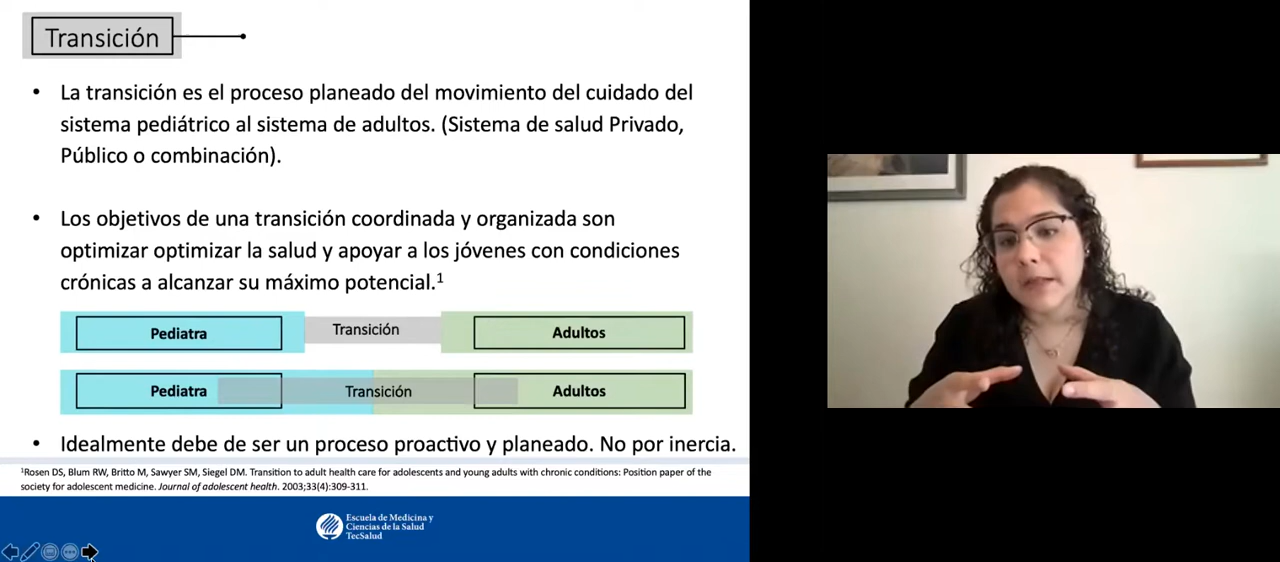 Transición
• La transición es el proceso planeado del movimiento del cuidado del
sistema pediátrico al sistema de adultos. (Sistema de salud Privado,
Público o combinación).
• Los objetivos de una transición coordinada y organizada son
optimizar optimizar la salud y apoyar a los jóvenes con condiciones
crónicas a alcanzar su máximo potencial.¹
Pediatra Transición Adultos
Pediatra Transición Adultos
• Idealmente debe de ser un proceso proactivo y planeado. No por inercia.
¹Rosen DS, Blum RW, Britto M, Sawyer SM, Siegel DM. Transition to adult health care for adolescents and young adults with chronic conditions: Position paper of the
society for adolescent medicine. Journal of adolescent health. 2003;33(4):309-311.
Escuela de Medicina y
Ciencias de la Salud
TecSalud